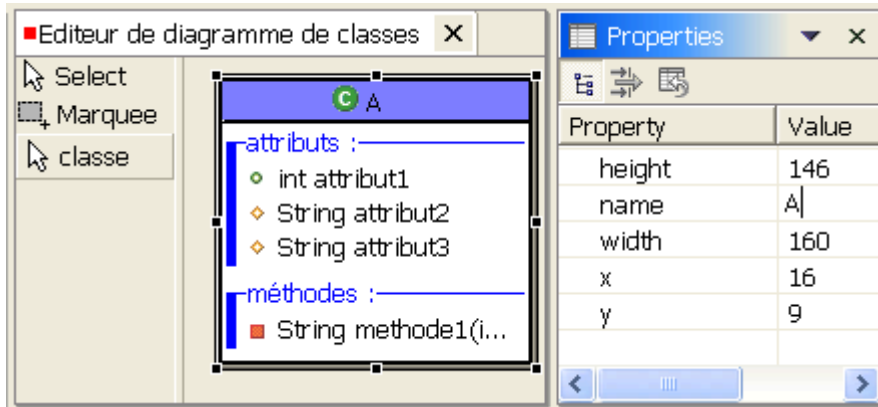 Editeur de diagramme de classes
Select
Marquee
classe
C A
attributs :
int attribut1
String attribut2
String attribut3
méthodes :
String methode1(i...
Properties
Property Value
height 146
name A
width 160
x 16
y 9